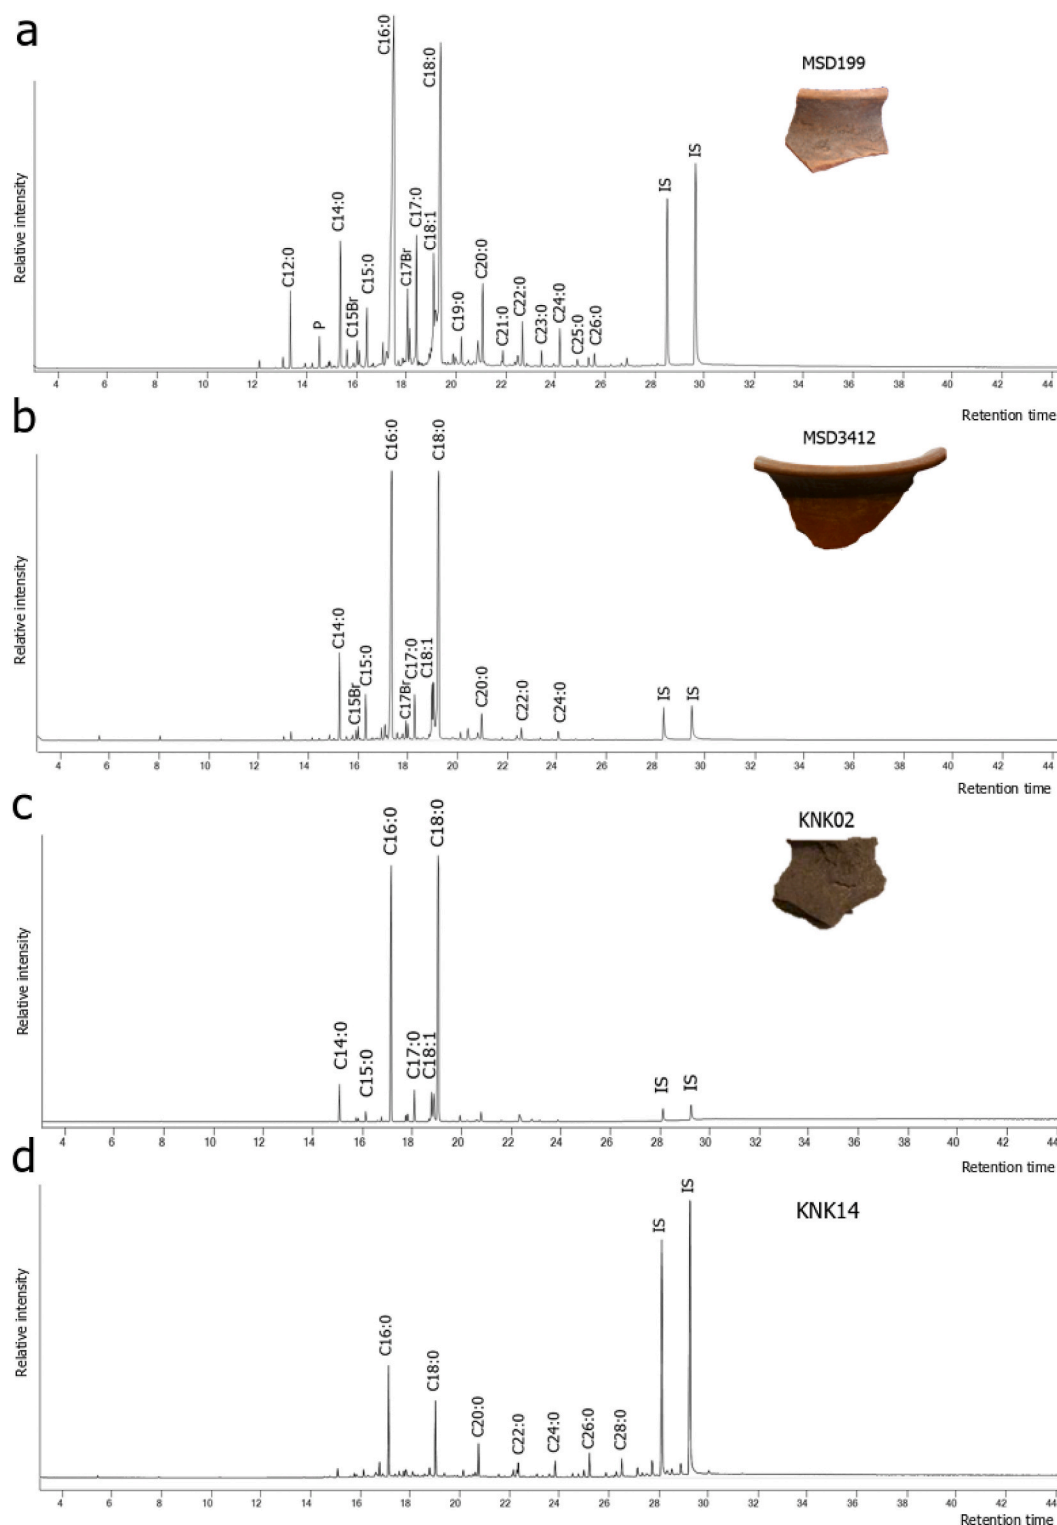 a
MSD199
Relative intensity
C12:0
P
C14:0
C15Br
C15:0
C16:0
C17Br
C17:0
C18:1
C18:0
C19:0
C20:0
C21:0
C22:0
C23:0
C24:0
C25:0
C26:0
IS
IS
4 6 8 10 12 14 16 18 20 22 24 26 28 30 32 34 36 38 40 42 44
Retention time
b
MSD3412
Relative intensity
C14:0
C15Br
C15:0
C16:0
C17Br
C17:0
C18:1
C18:0
C20:0
C22:0
C24:0
IS
IS
4 6 8 10 12 14 16 18 20 22 24 26 28 30 32 34 36 38 40 42 44
Retention time
c
KNK02
Relative intensity
C14:0
C15:0
C16:0
C17:0
C18:1
C18:0
IS
IS
4 6 8 10 12 14 16 18 20 22 24 26 28 30 32 34 36 38 40 42 44
Retention time
d
KNK14
Relative intensity
C16:0
C18:0
C20:0
C22:0
C24:0
C26:0
C28:0
IS
IS
4 6 8 10 12 14 16 18 20 22 24 26 28 30 32 34 36 38 40 42 44
Retention time